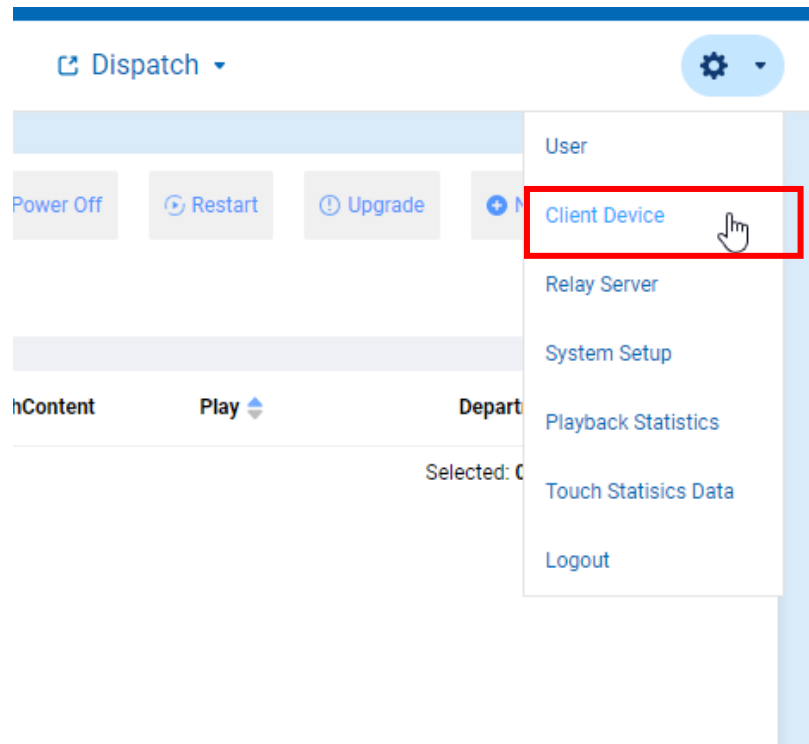 Dispatch
User
Power Off
Restart
Upgrade
Client Device
Relay Server
System Setup
hContent
Play
Depart
Playback Statistics
Selected:
Touch Statisics Data
Logout